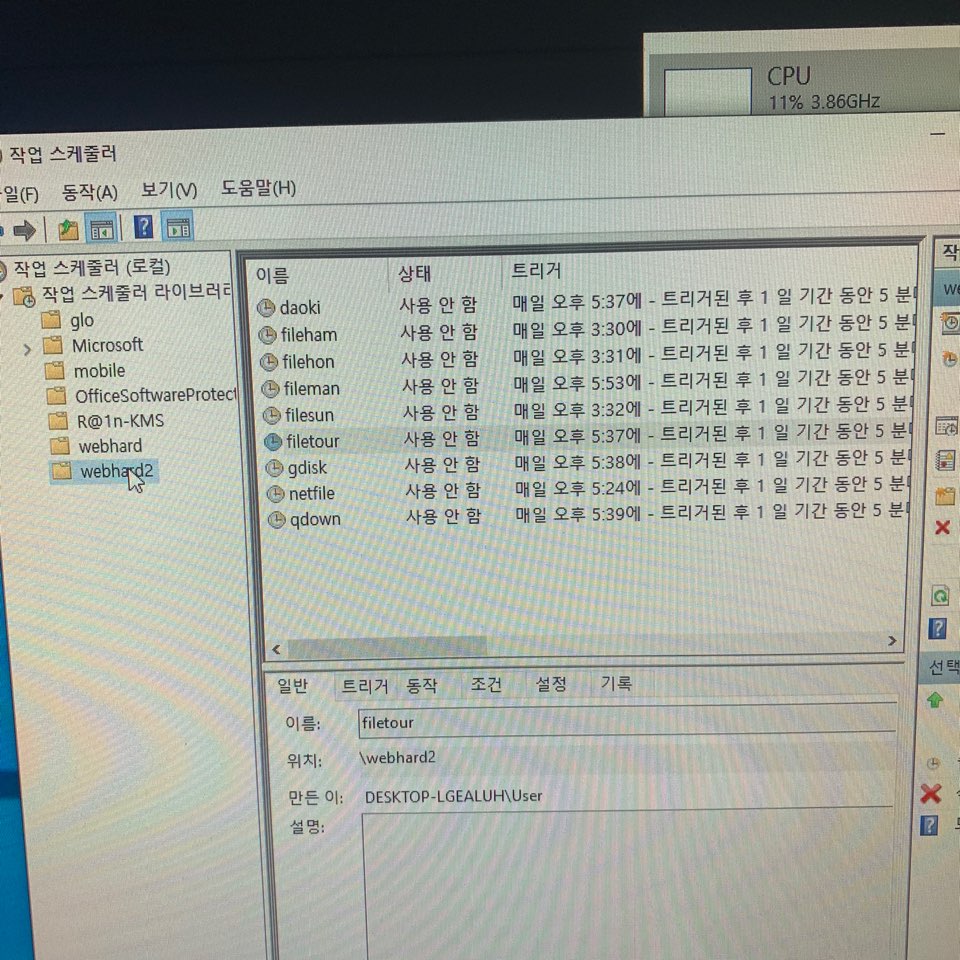 CPU
11% 3.86GHz
작업 스케줄러
일(F) 동작(A) 보기(V) 도움말(H)
작업 스케줄러 (로컬)
작업 스케줄러 라이브러리
glo
Microsoft
mobile
OfficeSoftwareProtect
R@1n-KMS
webhard
webhard2
이름 상태 트리거
daoki 사용 안 함 매일 오후 5:37에 - 트리거된 후 1 일 기간 동안 5 분
fileham 사용 안 함 매일 오후 3:30에 - 트리거된 후 1 일 기간 동안 5 분
filehon 사용 안 함 매일 오후 3:31에 - 트리거된 후 1 일 기간 동안 5 분
fileman 사용 안 함 매일 오후 5:53에 - 트리거된 후 1 일 기간 동안 5 분
filesun 사용 안 함 매일 오후 3:32에 - 트리거된 후 1 일 기간 동안 5 분
filetour 사용 안 함 매일 오후 5:37에 - 트리거된 후 1 일 기간 동안 5 분
gdisk 사용 안 함 매일 오후 5:38에 - 트리거된 후 1 일 기간 동안 5 분
netfile 사용 안 함 매일 오후 5:24에 - 트리거된 후 1 일 기간 동안 5 분
qdown 사용 안 함 매일 오후 5:39에 - 트리거된 후 1 일 기간 동안 5 분
일반 트리거 동작 조건 설정 기록
이름: filetour
위치: \webhard2
만든 이: DESKTOP-LGEALUH\User
설명:
작
we
선택